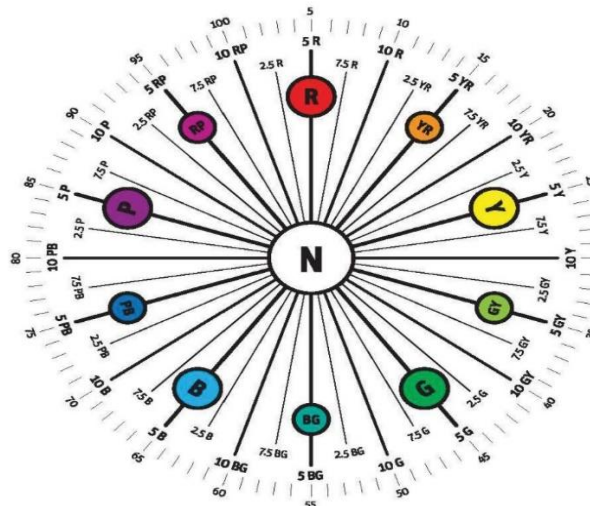 5
10
15
20
40
45
50
55
60
65
70
75
80
85
90
95
100
5 R
7.5 R
10 R
2.5 YR
5 YR
7.5 YR
10 YR
2.5 Y
5 Y
7.5 Y
10 Y
2.5 GY
5 GY
7.5 GY
10 GY
2.5 G
5 G
7.5 G
10 G
2.5 BG
5 BG
7.5 BG
10 BG
2.5 B
5 B
7.5 B
10 B
2.5 PB
5 PB
7.5 PB
10 PB
2.5 P
5 P
7.5 P
10 P
2.5 RP
5 RP
7.5 RP
10 RP
2.5 R
R
YR
Y
GY
G
BG
B
PB
P
RP
N